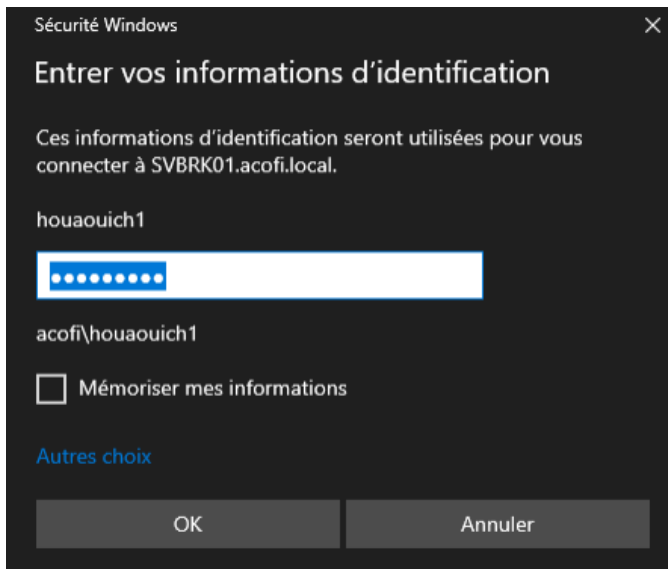 Sécurité Windows
Entrer vos informations d’identification
Ces informations d’identification seront utilisées pour vous
connecter à SVBRK01.acofi.local.
houaouich1
●●●●●●●●●
acofi\houaouich1
Mémoriser mes informations
Autres choix
OK
Annuler